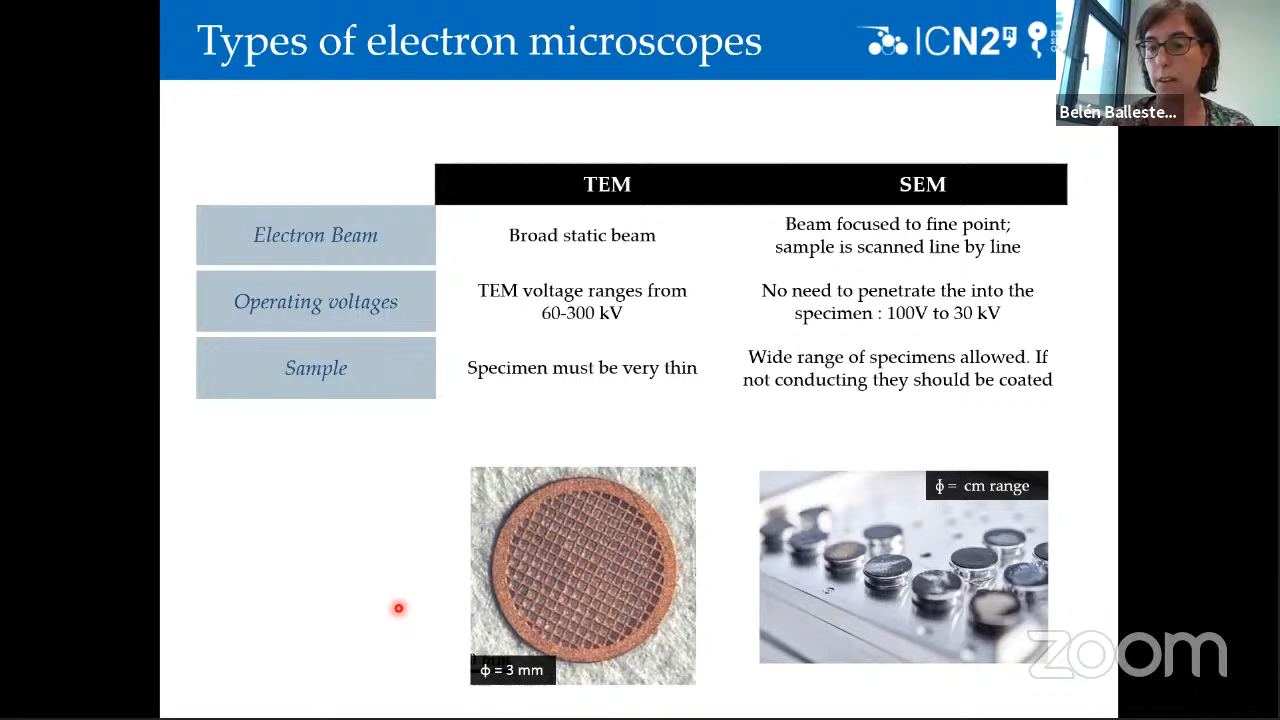 Types of electron microscopes
ICN2
Belén Balleste...
TEM
SEM
Electron Beam
Broad static beam
Beam focused to fine point;
sample is scanned line by line
Operating voltages
TEM voltage ranges from
60-300 kV
No need to penetrate the into the
specimen : 100V to 30 kV
Sample
Specimen must be very thin
Wide range of specimens allowed. If
not conducting they should be coated
ϕ = 3 mm
ϕ = cm range
zoom